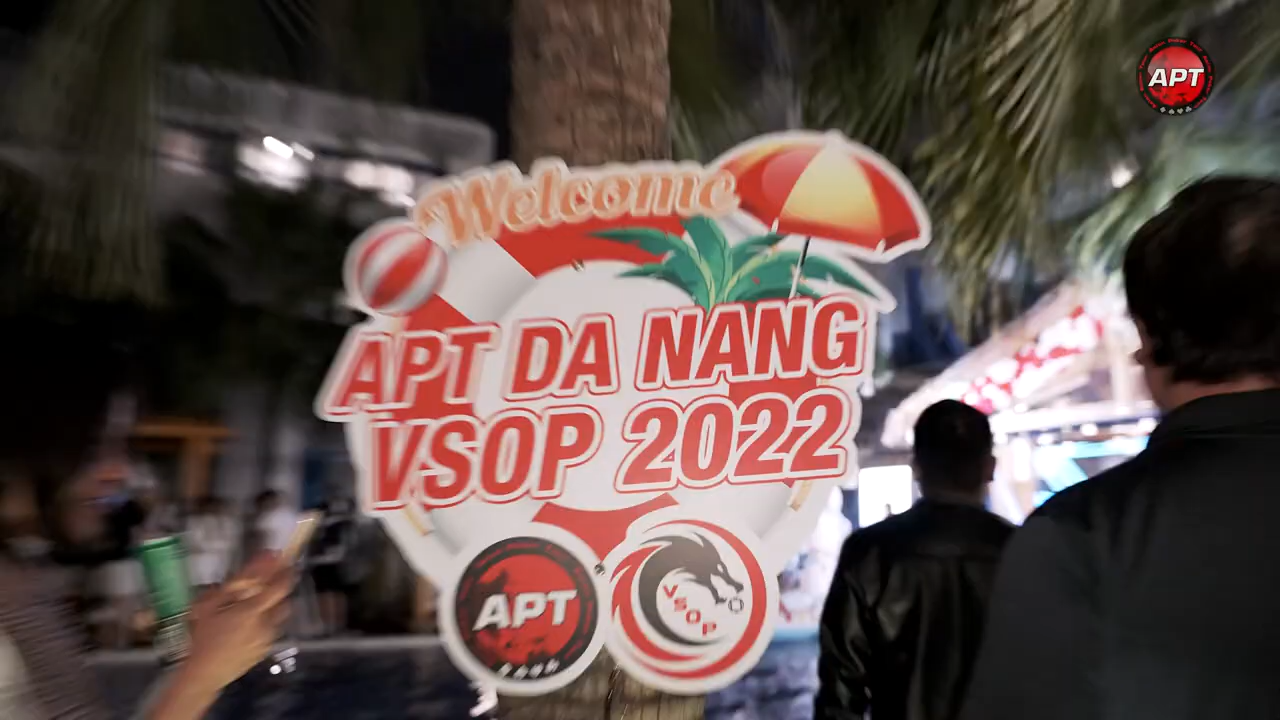 APT
Welcome
APT DA NANG
VSOP 2022
APT
VSOP